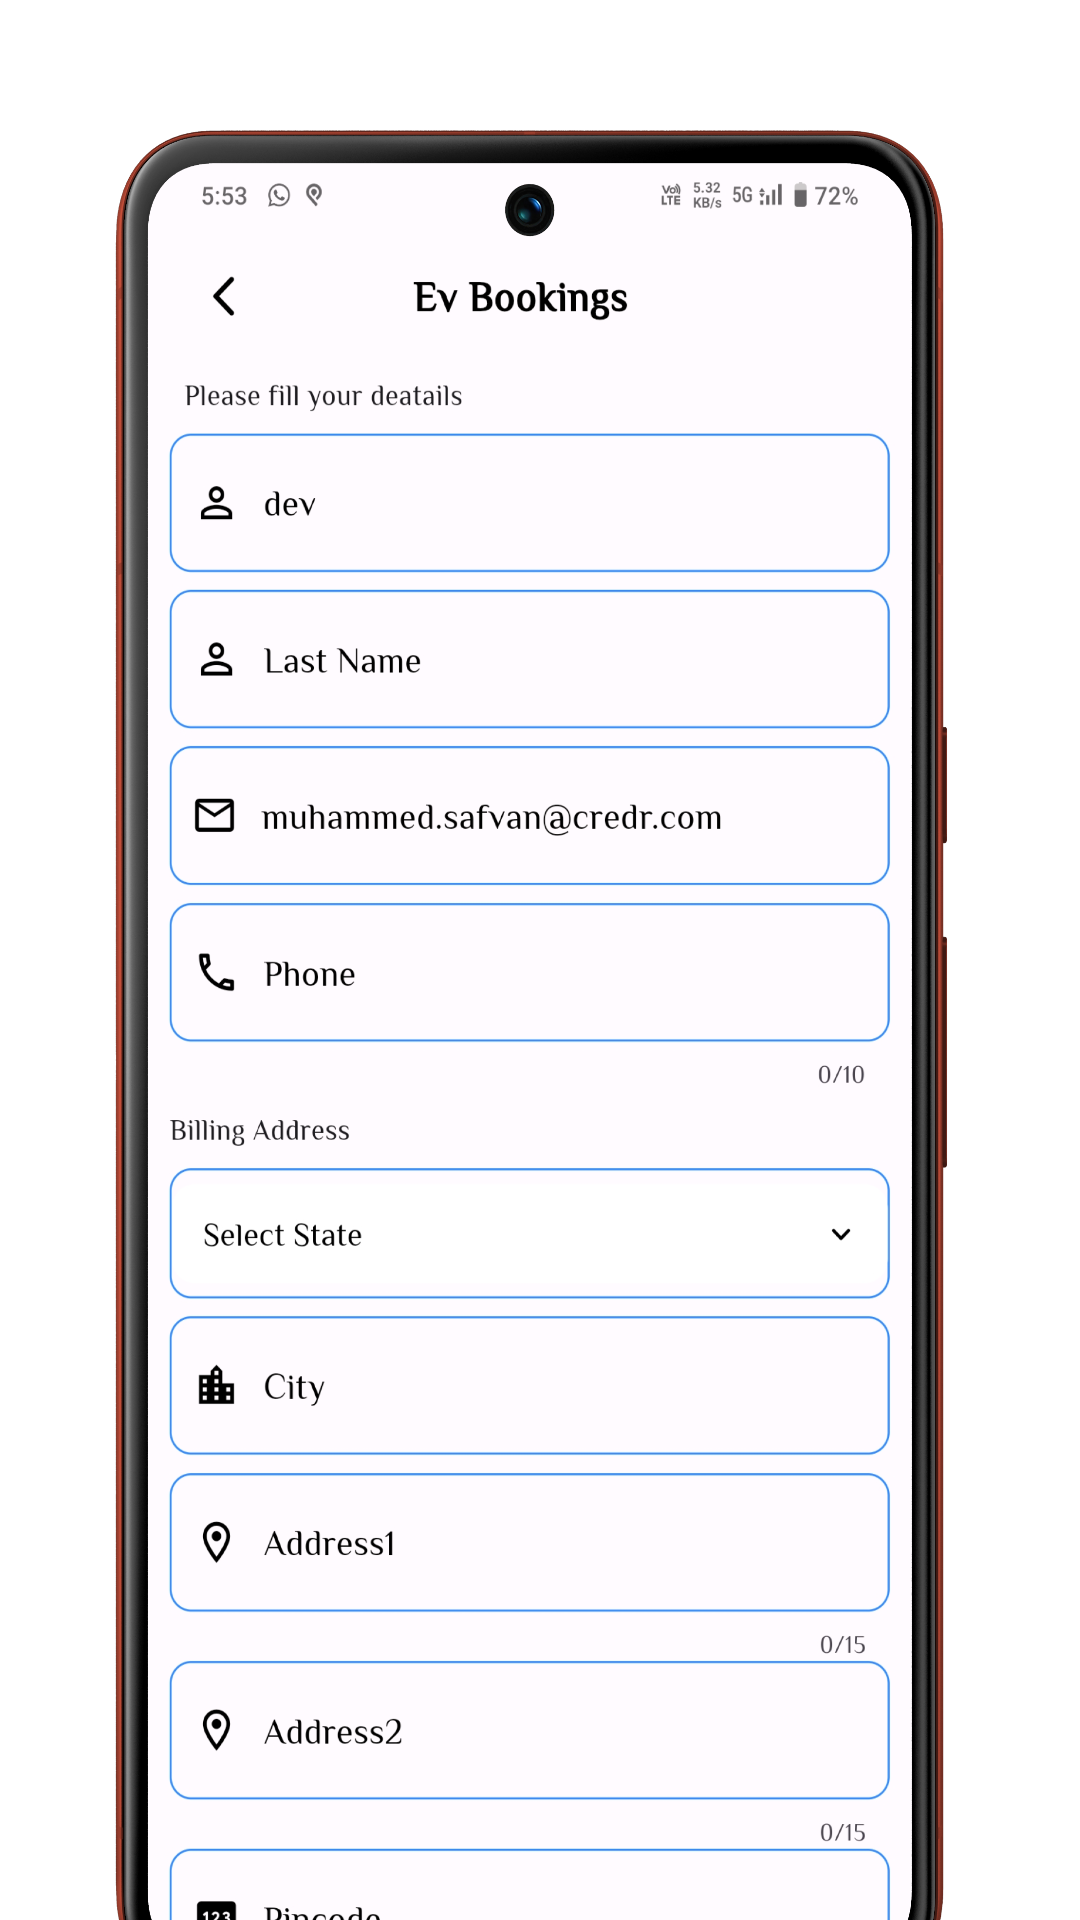 5:53 Vo) LTE 5.32 KB/s 5G 72%
Ev Bookings
Please fill your deatails
dev
Last Name
muhammed.safvan@credr.com
Phone
0/10
Billing Address
Select State
City
Address1
0/15
Address2
0/15
123 Pincode